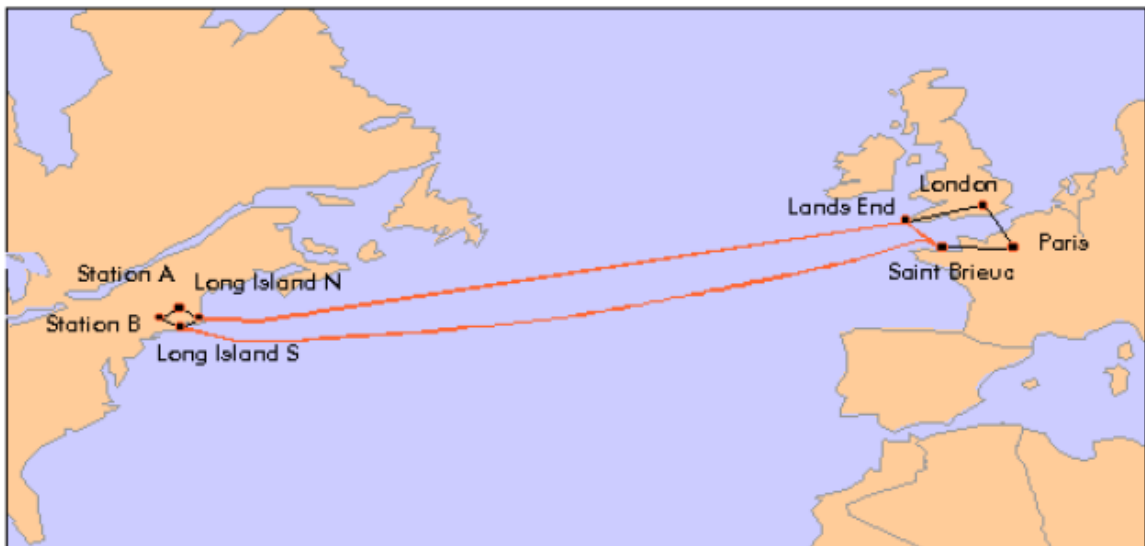 London
Lands End
Paris
Saint Brieuc
Station A
Long Island N
Station B
Long Island S